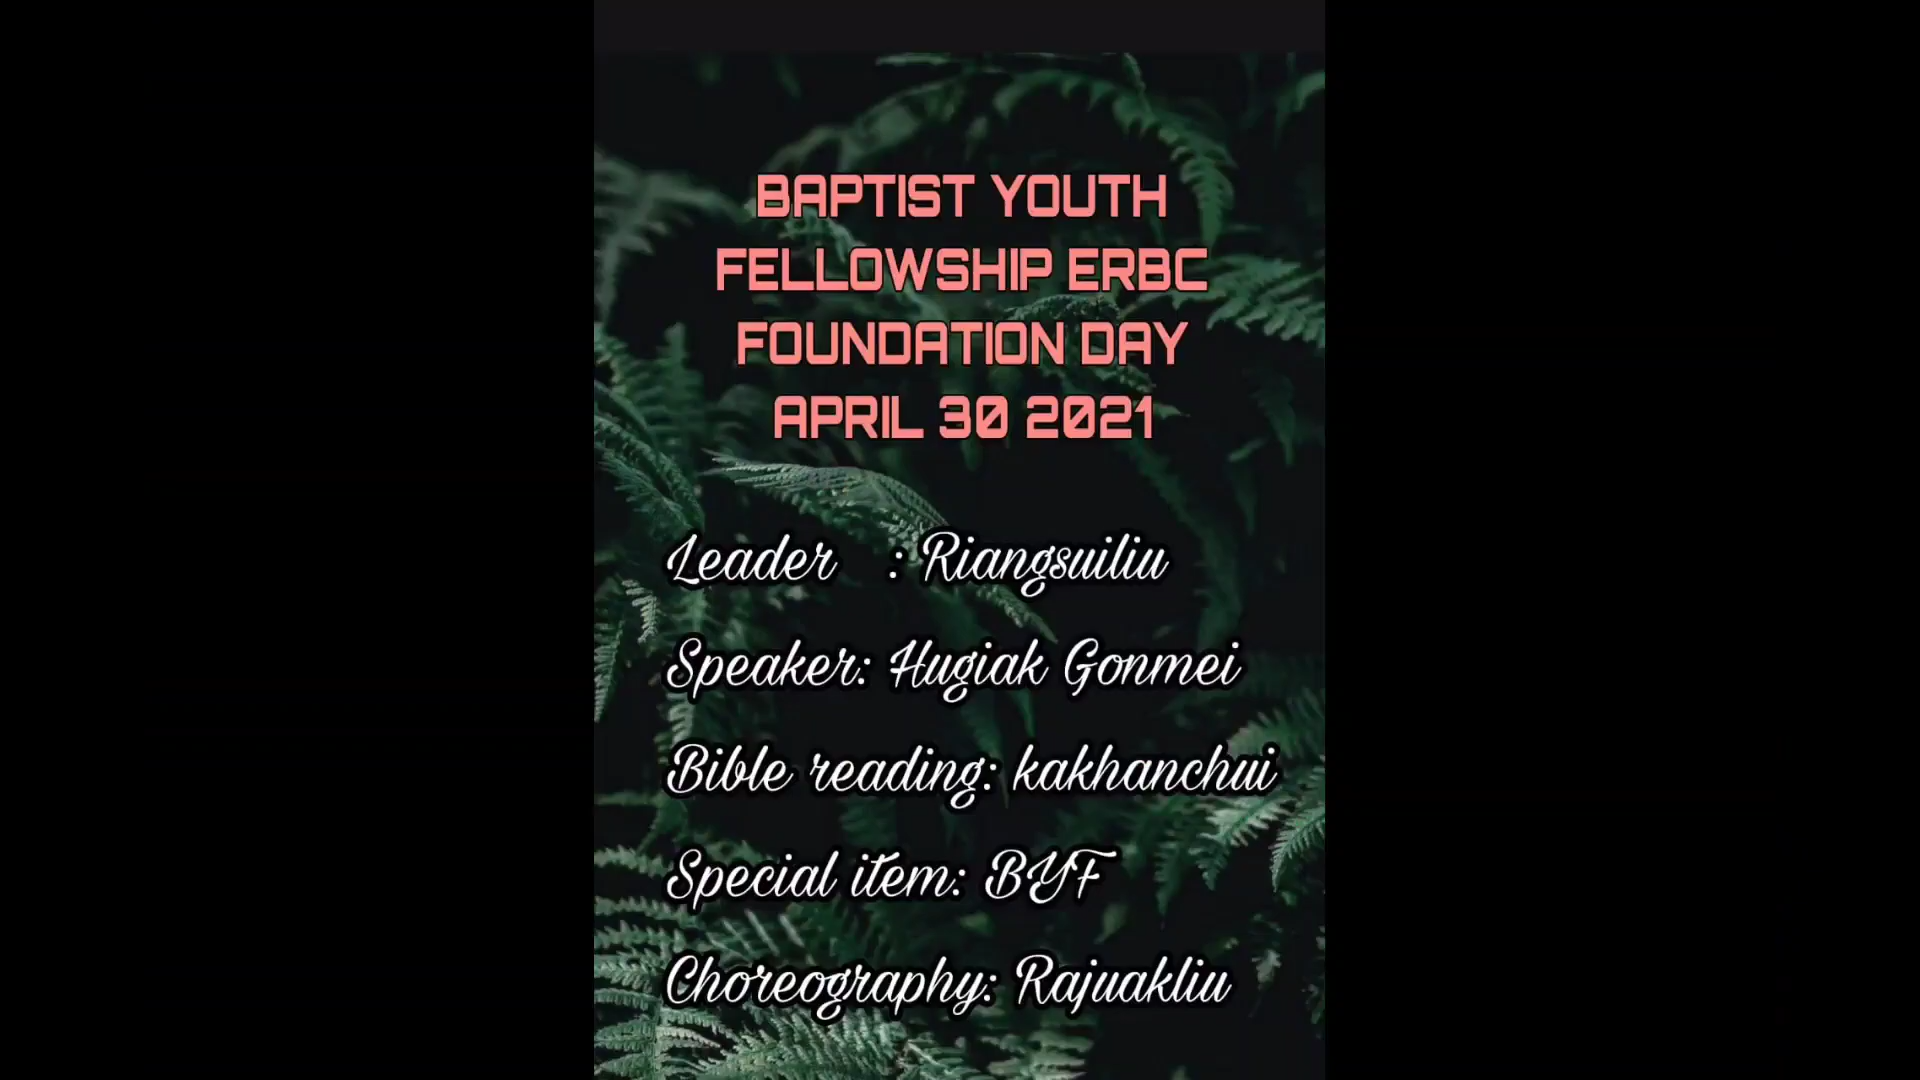 BAPTIST YOUTH
FELLOWSHIP ERBC
FOUNDATION DAY
APRIL 30 2021
Leader : Riangsuiliu
Speaker: Hugiak Gonmei
Bible reading: kakhanchui
Special item: BYF
Choreography: Rajuakliu